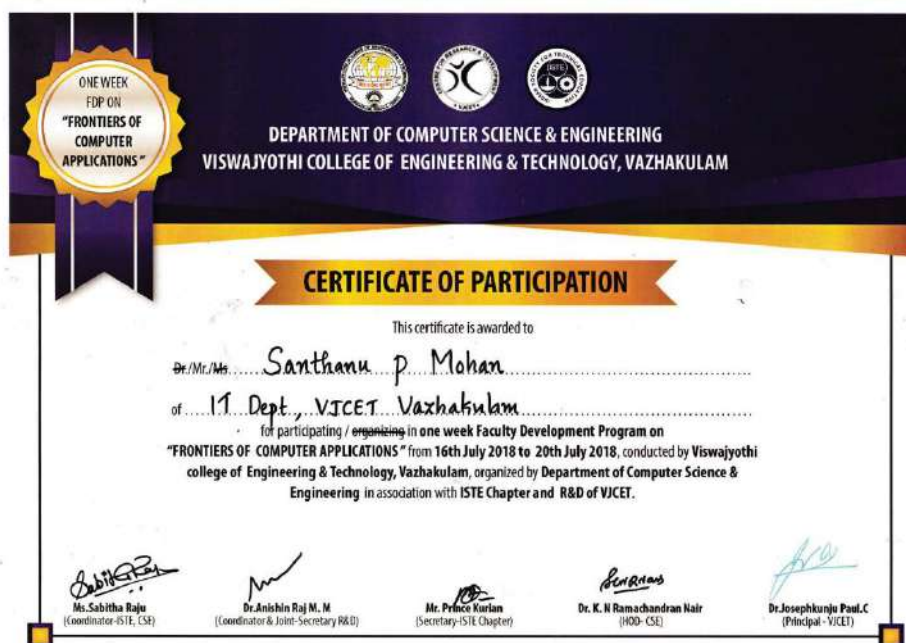 ONE WEEK
FDP ON
"FRONTIERS OF
COMPUTER
APPLICATIONS"
DEPARTMENT OF COMPUTER SCIENCE & ENGINEERING
VISWAJYOTHI COLLEGE OF ENGINEERING & TECHNOLOGY, VAZHAKULAM
CERTIFICATE OF PARTICIPATION
This certificate is awarded to
Dr/Mr./Ms. Santhanu P Mohan
of IT Dept, VJCET Vazhakulam
for participating / organizing in one week Faculty Development Program on
"FRONTIERS OF COMPUTER APPLICATIONS" from 16th July 2018 to 20th July 2018, conducted by Viswajyothi
college of Engineering & Technology, Vazhakulam, organized by Department of Computer Science &
Engineering in association with ISTE Chapter and R&D of VJCET.
Ms.Sabitha Raju
(Coordinator-ISTE, CSE)
Dr.Anishin Raj M. M
(Coordinator & Joint-Secretary R&D)
Mr. Prince Kurian
(Secretary-ISTE Chapter)
Dr. K. N Ramachandran Nair
(HOD- CSE)
Dr.Josephkunju Paul.C
(Principal - VJCET)